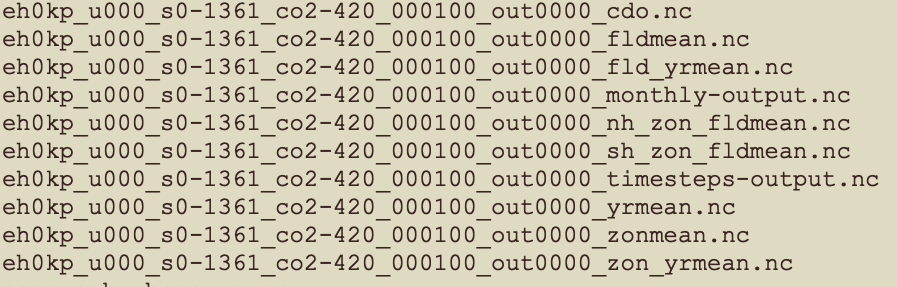 eh0kp_u000_s0-1361_co2-420_000100_out0000_cdo.nc
eh0kp_u000_s0-1361_co2-420_000100_out0000_fldmean.nc
eh0kp_u000_s0-1361_co2-420_000100_out0000_fld_yrmean.nc
eh0kp_u000_s0-1361_co2-420_000100_out0000_monthly-output.nc
eh0kp_u000_s0-1361_co2-420_000100_out0000_nh_zon_fldmean.nc
eh0kp_u000_s0-1361_co2-420_000100_out0000_sh_zon_fldmean.nc
eh0kp_u000_s0-1361_co2-420_000100_out0000_timesteps-output.nc
eh0kp_u000_s0-1361_co2-420_000100_out0000_yrmean.nc
eh0kp_u000_s0-1361_co2-420_000100_out0000_zonmean.nc
eh0kp_u000_s0-1361_co2-420_000100_out0000_zon_yrmean.nc